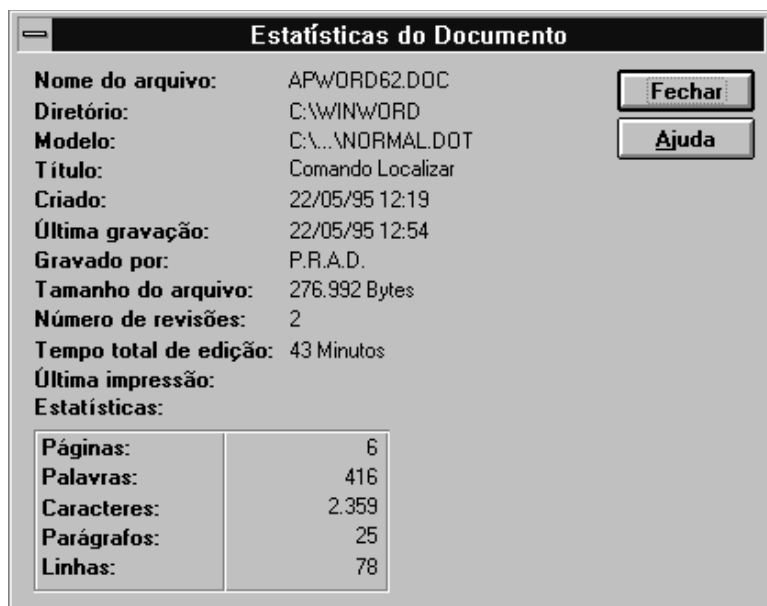 Estatísticas do Documento
Nome do arquivo: APWORD62.DOC
Fechar
Diretório: C:\WINWORD
Modelo: C:\...\NORMAL.DOT
Ajuda
Título: Comando Localizar
Criado: 22/05/95 12:19
Última gravação: 22/05/95 12:54
Gravado por: P.R.A.D.
Tamanho do arquivo: 276.992 Bytes
Número de revisões: 2
Tempo total de edição: 43 Minutos
Última impressão:
Estatísticas:
Páginas: 6
Palavras: 416
Caracteres: 2.359
Parágrafos: 25
Linhas: 78